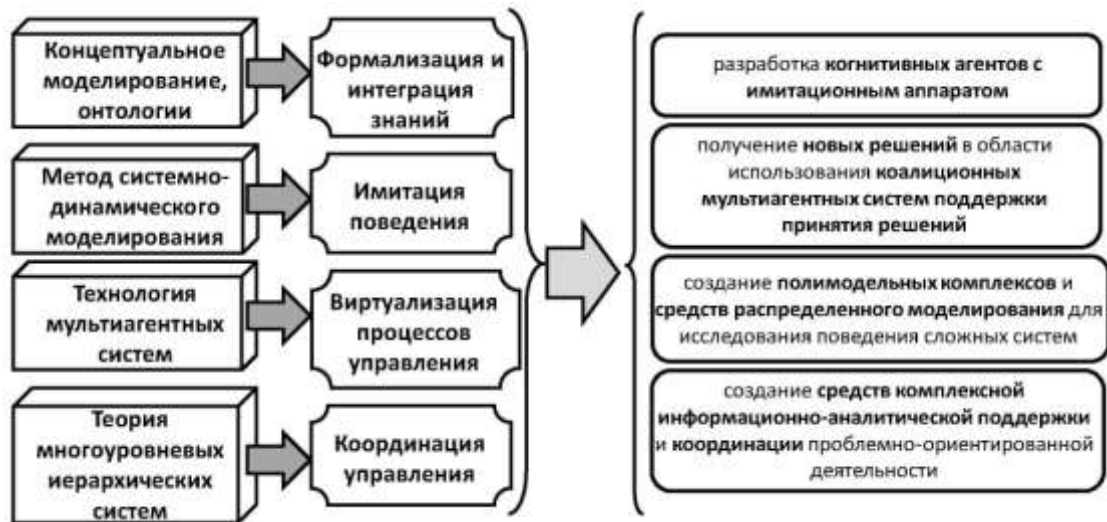 Концептуальное
моделирование,
онтологии
Формализация и
интеграция
знаний
Метод системно-
динамического
моделирования
Имитация
поведения
Технология
мультиагентных
систем
Виртуализация
процессов
управления
Теория
многоуровневых
иерархических
систем
Координация
управления
разработка когнитивных агентов с
имитационным аппаратом
получение новых решений в области
использования коалиционных
мультиагентных систем поддержки
принятия решений
создание полимодельных комплексов и
средств распределенного моделирования для
исследования поведения сложных систем
создание средств комплексной
информационно-аналитической поддержки
и координации проблемно-ориентированной
деятельности